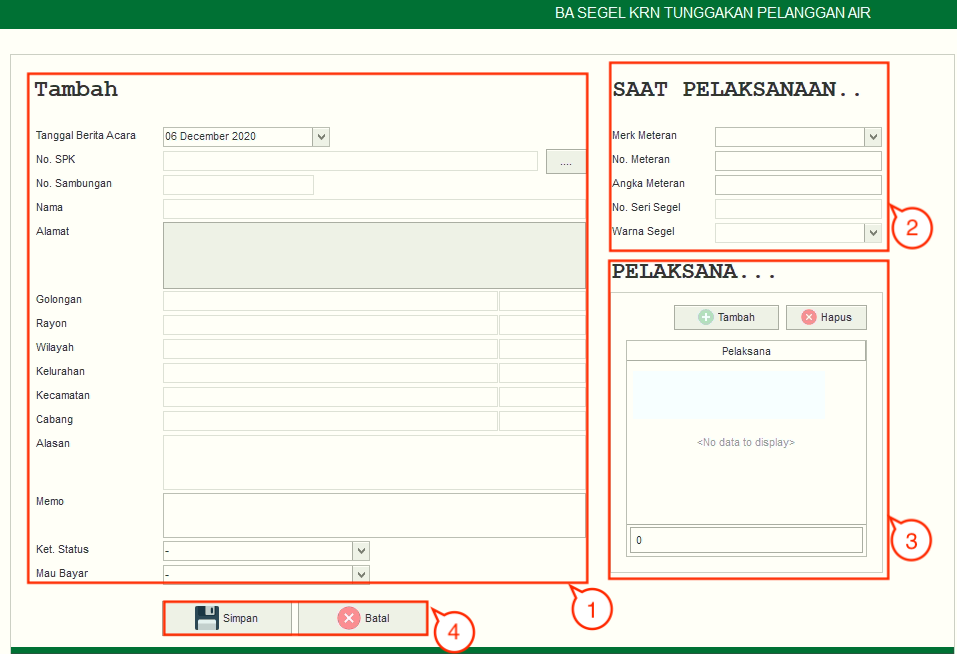 BA SEGEL KRN TUNGGAKAN PELANGGAN AIR
Tambah
Tanggal Berita Acara 06 December 2020
No. SPK ....
No. Sambungan
Nama
Alamat
Golongan
Rayon
Wilayah
Kelurahan
Kecamatan
Cabang
Alasan
Memo
Ket. Status -
Mau Bayar -
1
SAAT PELAKSANAAN..
Merk Meteran
No. Meteran
Angka Meteran
No. Seri Segel
Warna Segel
2
PELAKSANA...
Tambah Hapus
Pelaksana
<No data to display>
0
3
Simpan Batal
4